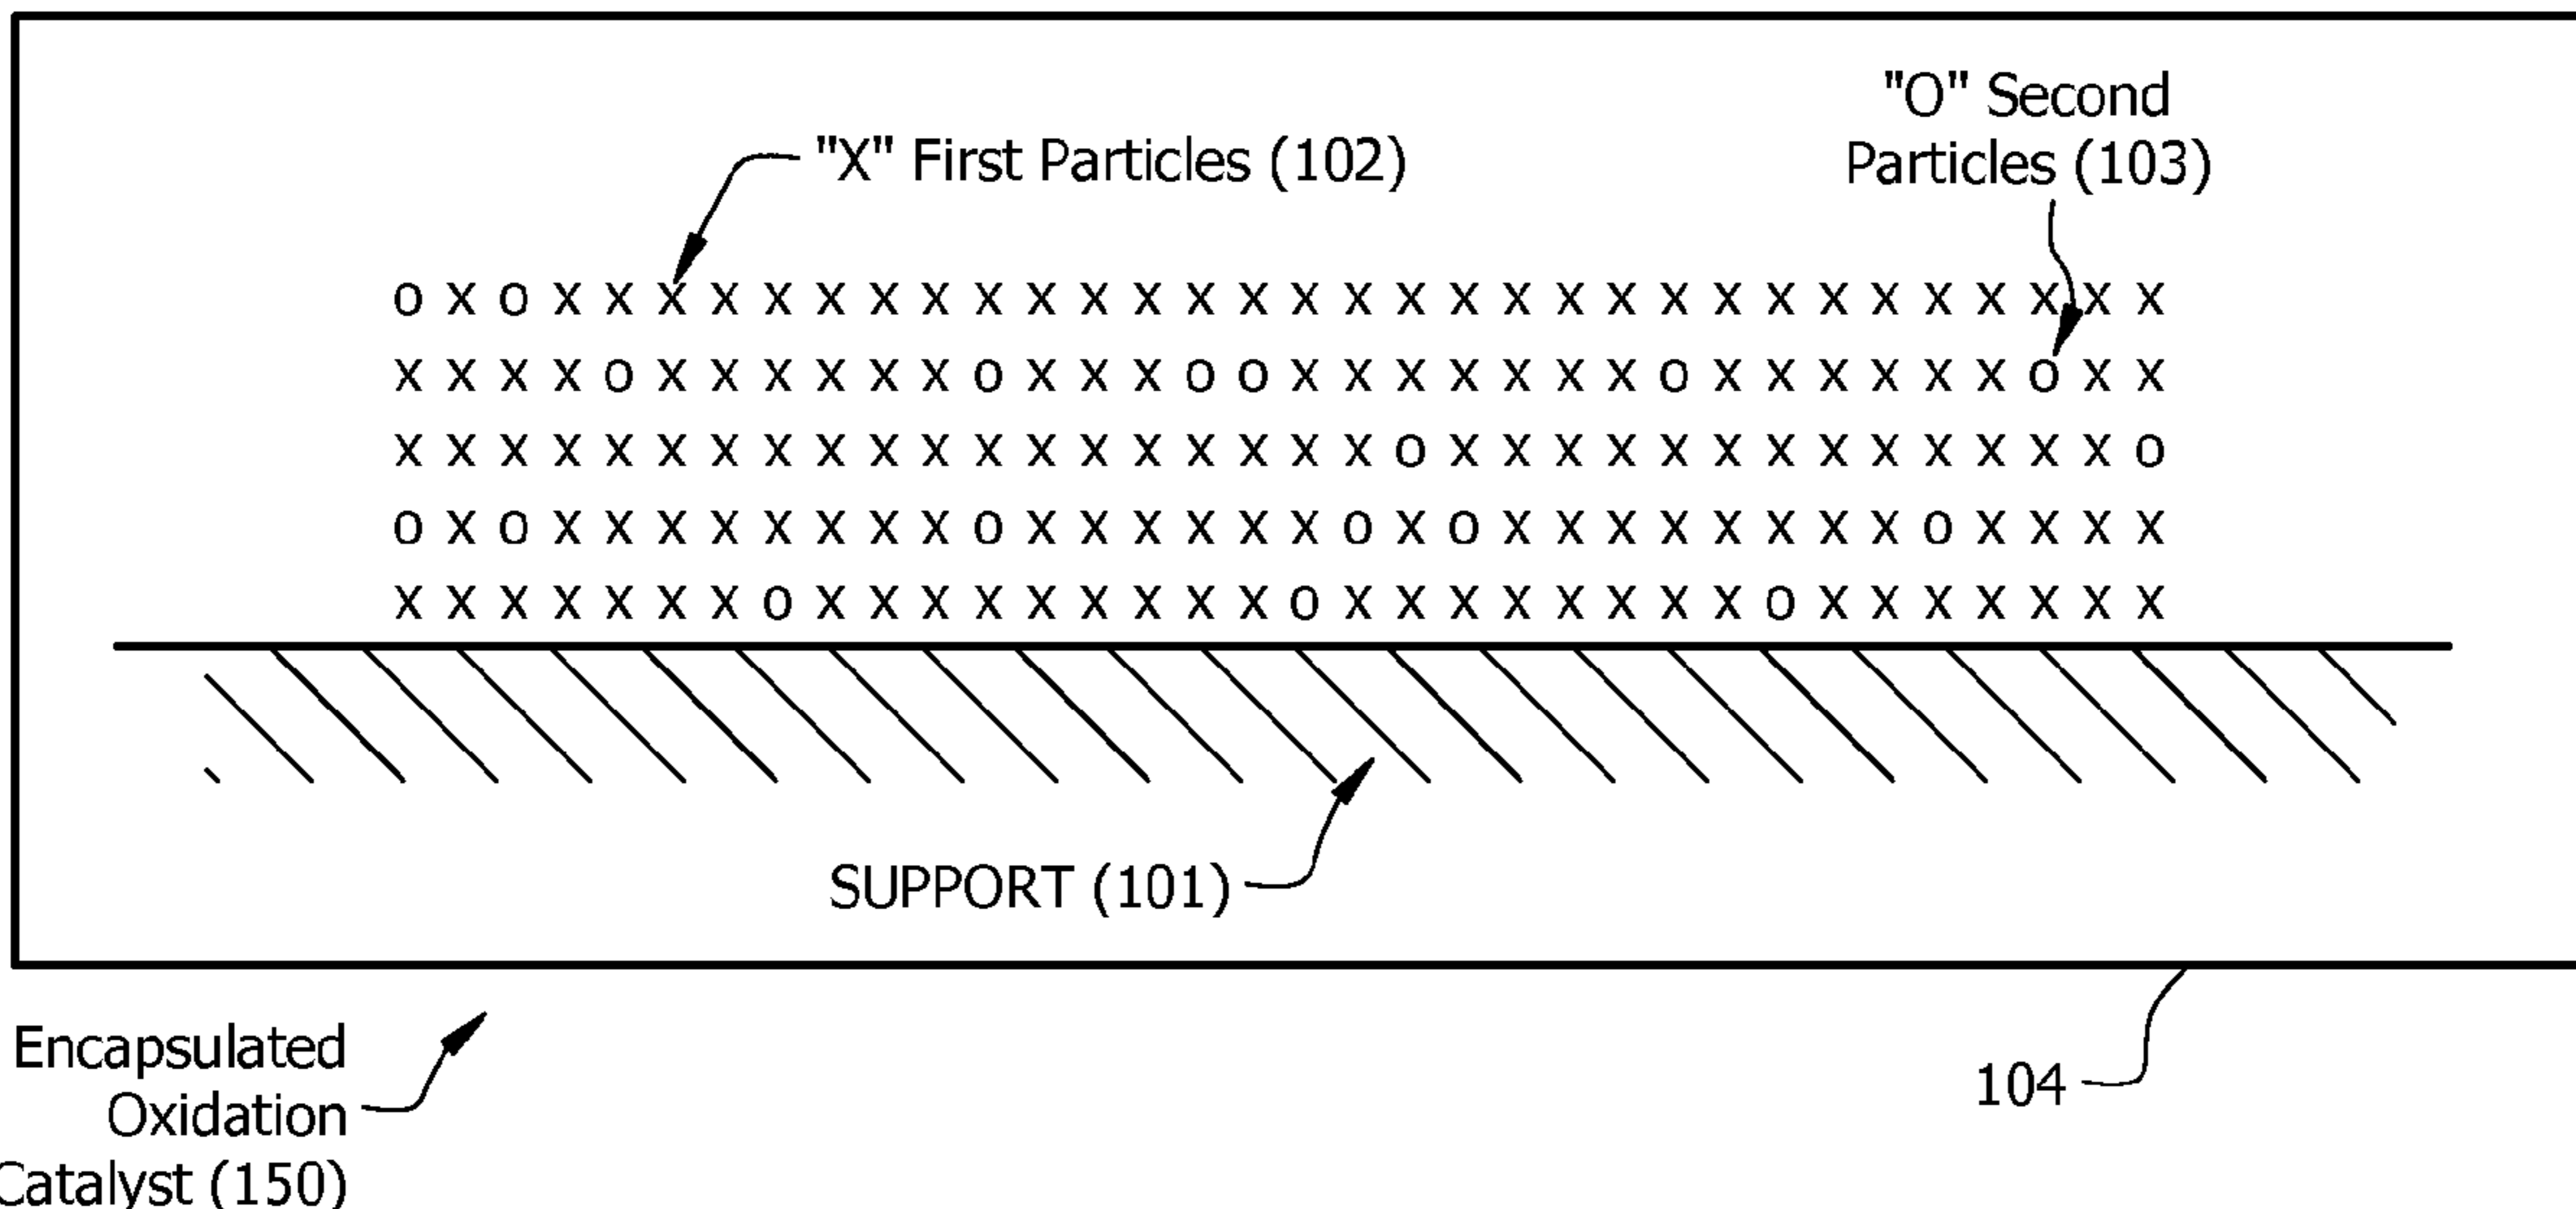 "O" Second
Particles (103)
"X" First Particles (102)
o x o x x x x x x x x x x x x x x x x x x x x x x x x x x x x x x x
x x x x o x x x x x x o x x x o o x x x x x x x o x x x x x x o x x
x x x x x x x x x x x x x x x x x x x o x x x x x x x x x x x x x o
o x o x x x x x x x x o x x x x x x o x o x x x x x x x x o x x x x
x x x x x x x o x x x x x x x x x o x x x x x x x x o x x x x x x x
SUPPORT (101)
Encapsulated
Oxidation
Catalyst (150)
104